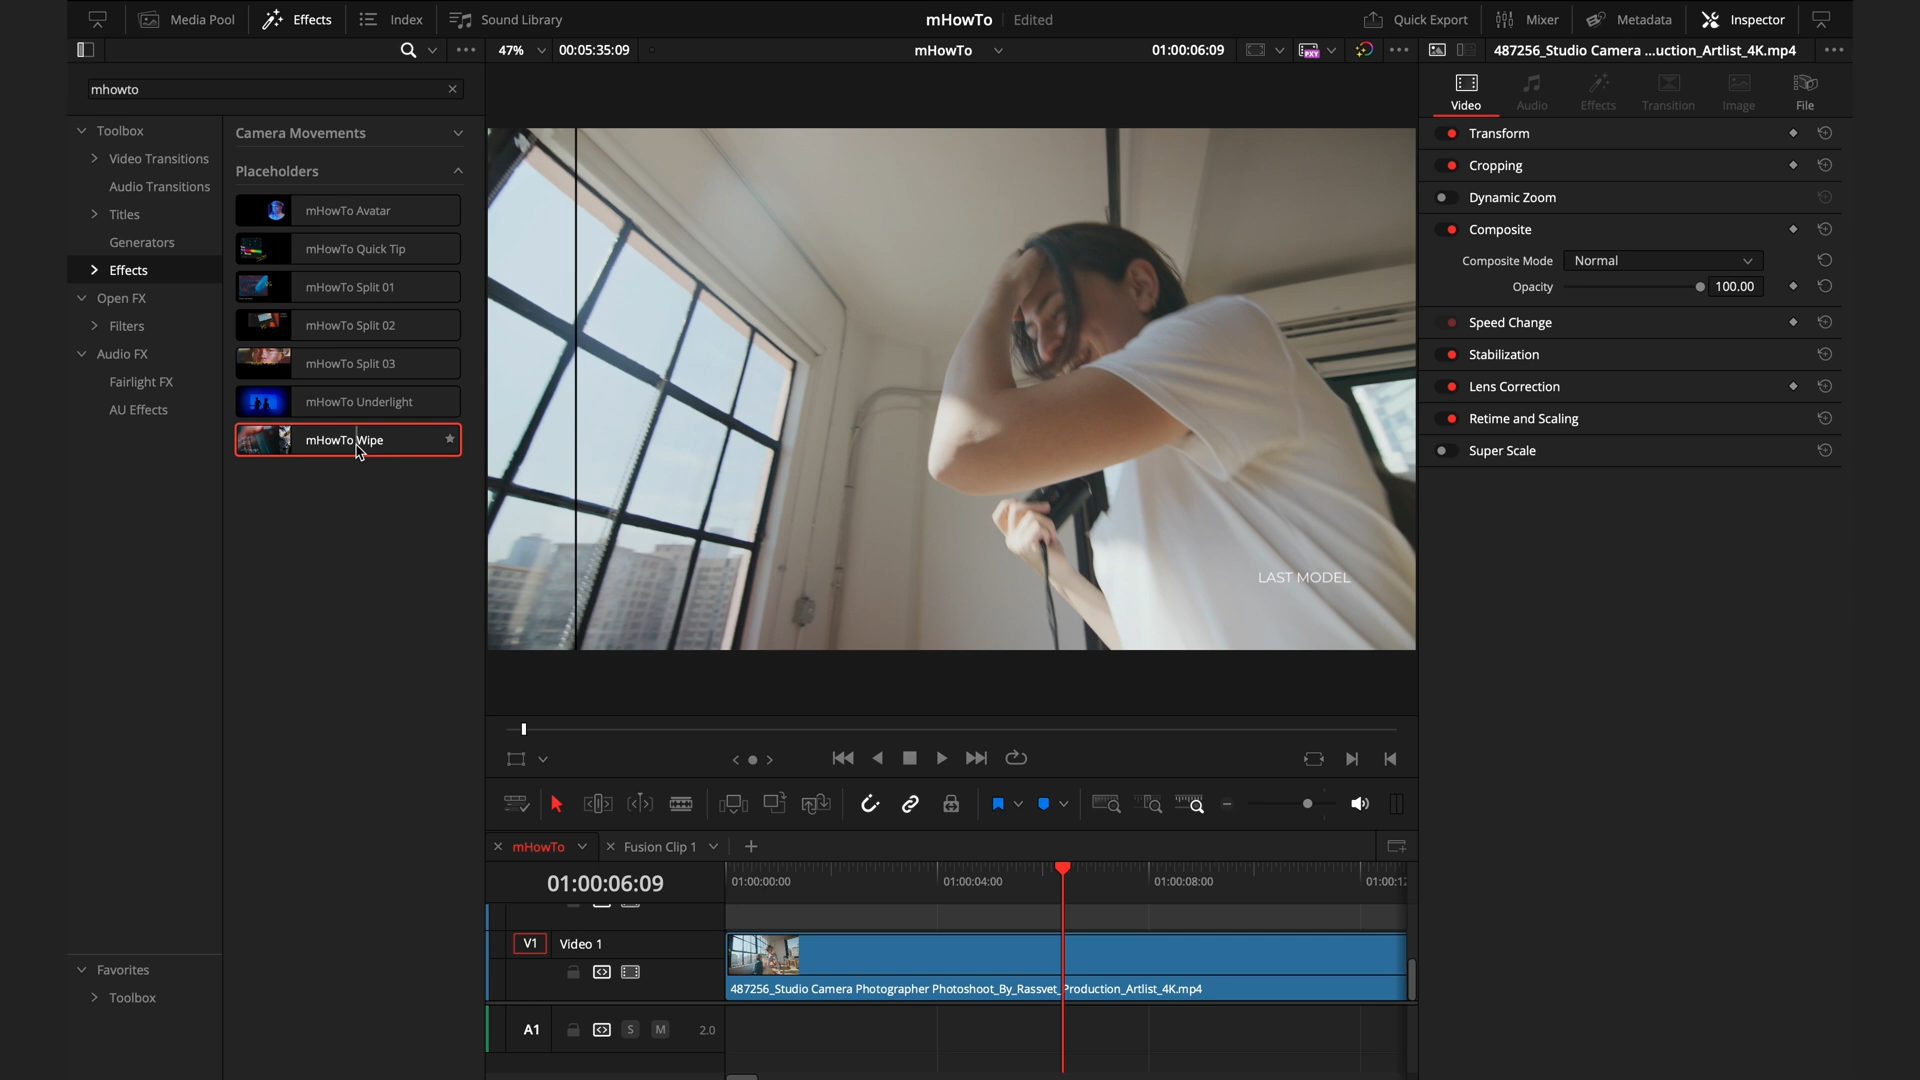 Media Pool
Effects
Index
Sound Library
mHowTo
Edited
Quick Export
Mixer
Metadata
Inspector
47%
00:05:35:09
mHowTo
01:00:06:09
PXY
487256_Studio Camera ...uction_Artlist_4K.mp4
mhowto
Video
Audio
Effects
Transition
Image
File
Toolbox
Video Transitions
Audio Transitions
Titles
Generators
Effects
Open FX
Filters
Audio FX
Fairlight FX
AU Effects
Favorites
Toolbox
Camera Movements
Placeholders
mHowTo Avatar
mHowTo Quick Tip
mHowTo Split 01
mHowTo Split 02
mHowTo Split 03
mHowTo Underlight
mHowTo Wipe
LAST MODEL
Transform
Cropping
Dynamic Zoom
Composite
Composite Mode
Normal
Opacity
100.00
Speed Change
Stabilization
Lens Correction
Retime and Scaling
Super Scale
mHowTo
Fusion Clip 1
01:00:06:09
01:00:00:00
01:00:04:00
01:00:08:00
01:00:12
V1
Video 1
487256_Studio Camera Photographer Photoshoot_By_Rassvet_Production_Artlist_4K.mp4
A1
S
M
2.0